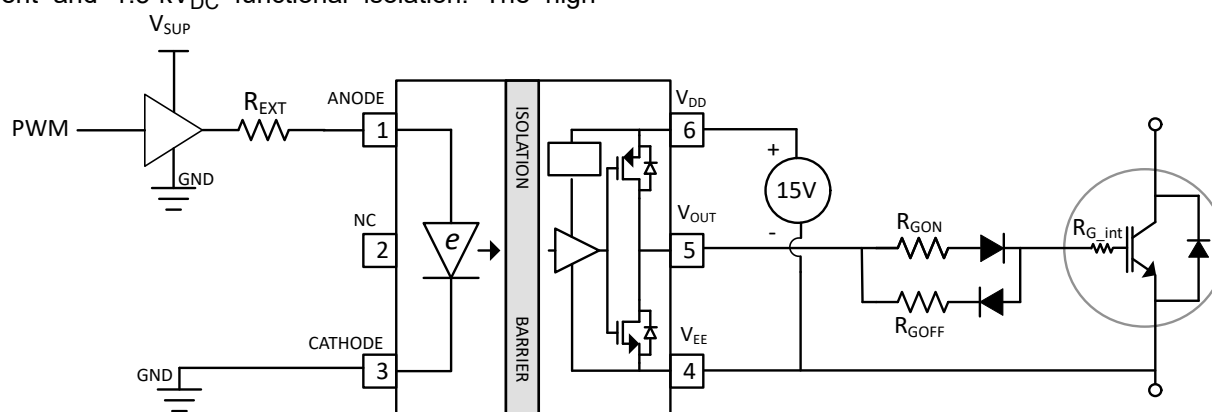 ent and 1.5-kV_DC functional isolation. The high-
V_SUP
R_EXT
ANODE
PWM
1
GND
NC
2
e
CATHODE
GND
3
ISOLATION
BARRIER
V_DD
6
+
15V
-
V_OUT
5
V_EE
4
R_GON
R_GOFF
R_G_int